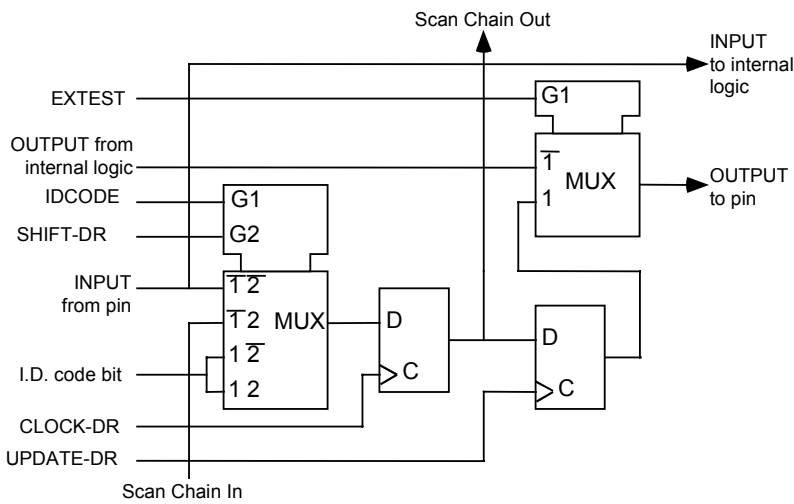 Scan Chain Out
INPUT
to internal
logic
EXTEST
G1
OUTPUT from
internal logic
1̅
MUX
OUTPUT
to pin
IDCODE
G1
1
SHIFT-DR
G2
INPUT
from pin
1̅ 2̅
1̅ 2
MUX
D
1 2̅
D
I.D. code bit
C
1 2
C
CLOCK-DR
UPDATE-DR
Scan Chain In